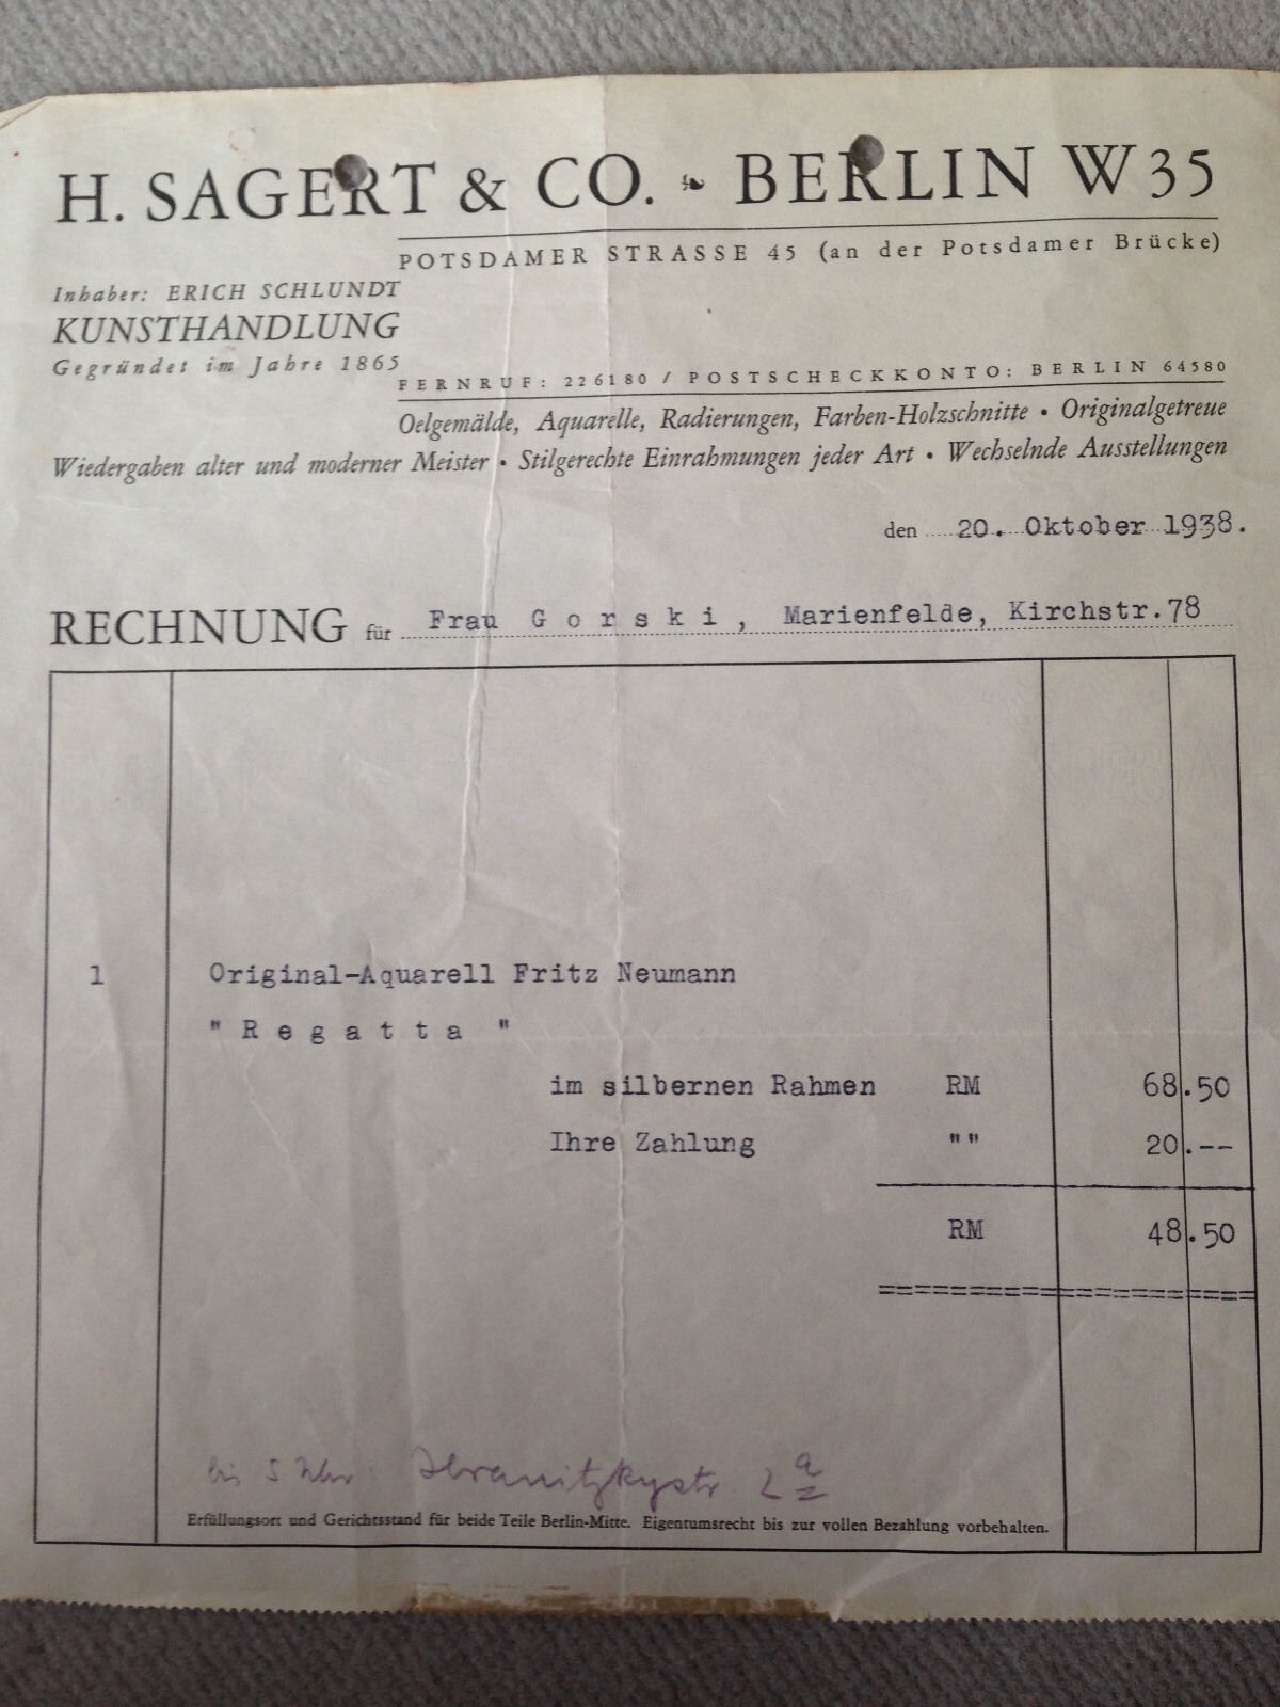 H. SAGERT & CO. ❧ BERLIN W 35
POTSDAMER STRASSE 45 (an der Potsdamer Brücke)
Inhaber: ERICH SCHLUNDT
KUNSTHANDLUNG
Gegründet im Jahre 1865
FERNRUF: 226180 / POSTSCHECKKONTO: BERLIN 64580
Oelgemälde, Aquarelle, Radierungen, Farben-Holzschnitte • Originalgetreue
Wiedergaben alter und moderner Meister • Stilgerechte Einrahmungen jeder Art • Wechselnde Ausstellungen
den 20. Oktober 1938.
RECHNUNG für Frau G o r s k i , Marienfelde, Kirchstr.78
1 Original-Aquarell Fritz Neumann
" R e g a t t a "
im silbernen Rahmen RM 68.50
Ihre Zahlung "" 20.--
RM 48.50
bis 5 Uhr:
Erfüllungsort und Gerichtsstand für beide Teile Berlin-Mitte. Eigentumsrecht bis zur vollen Bezahlung vorbehalten.